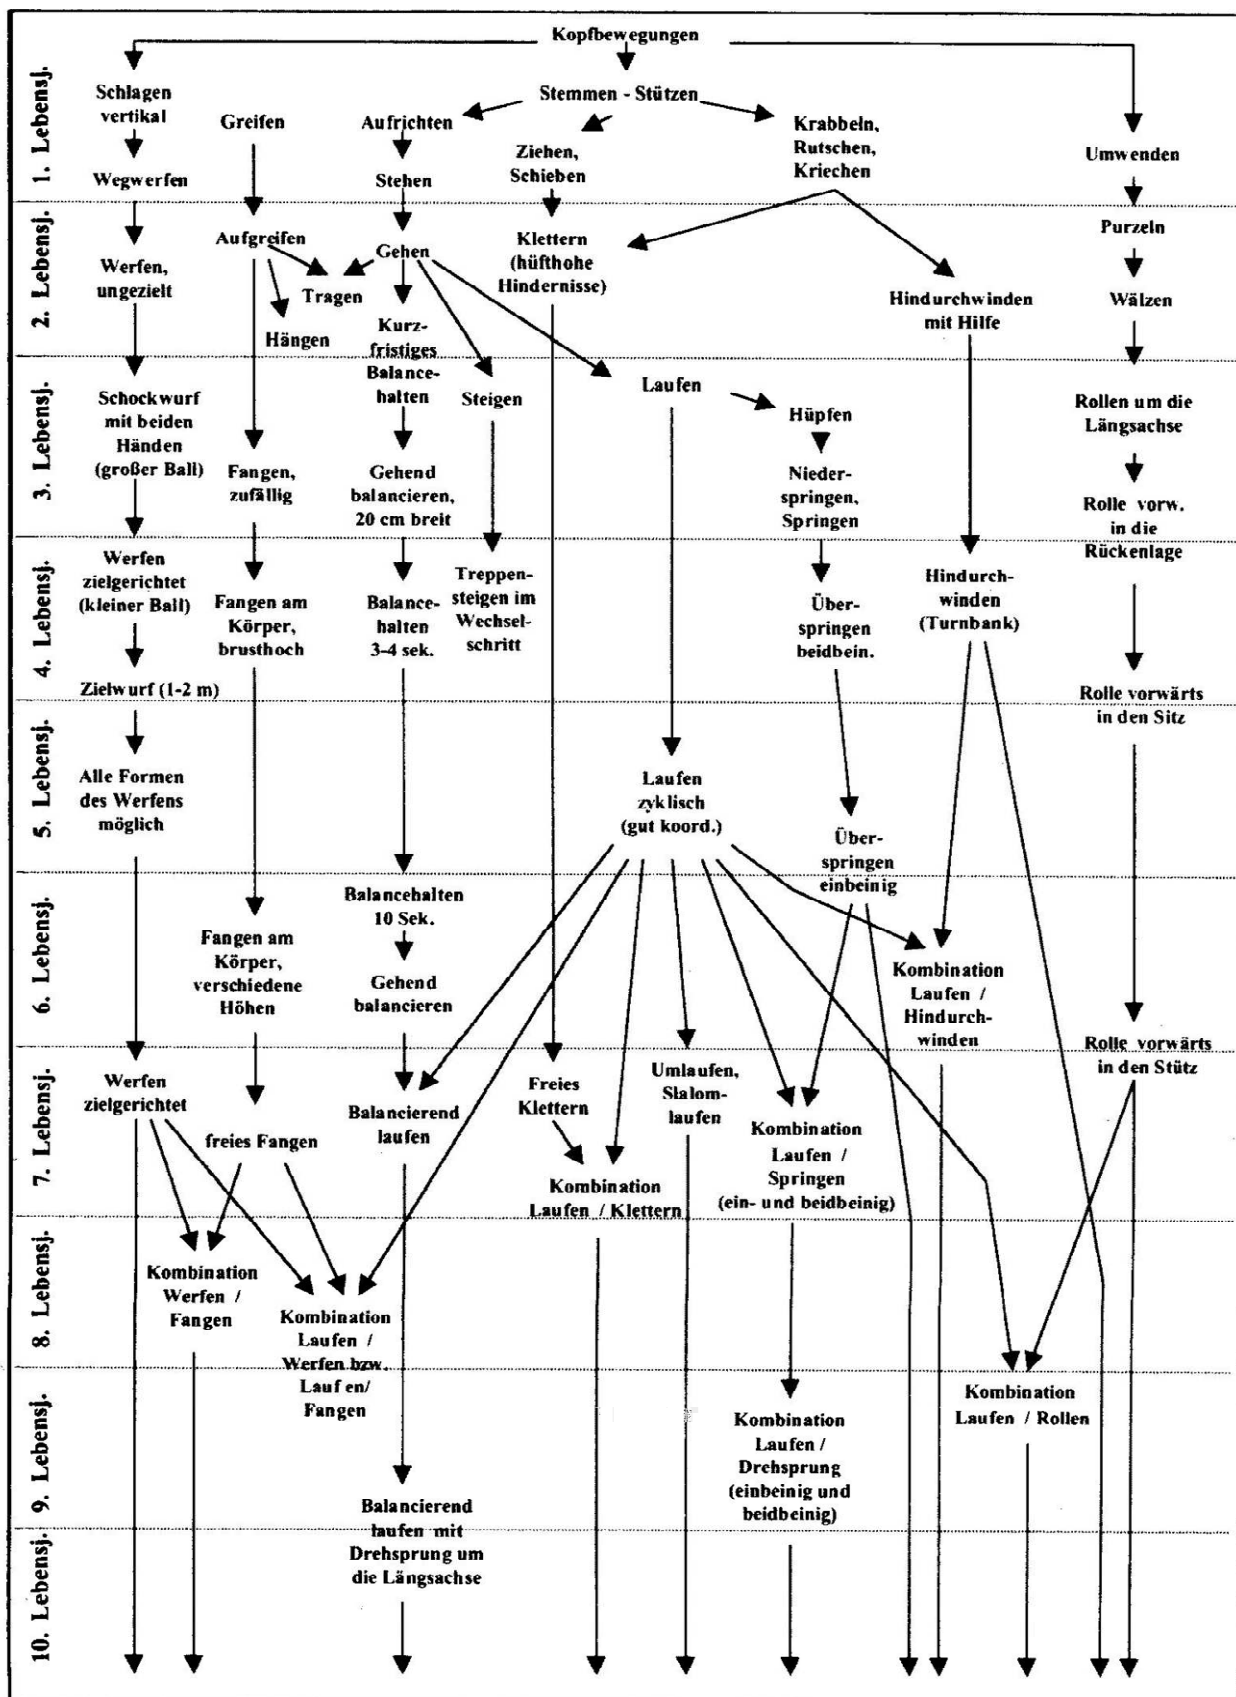 Kopfbewegungen
1. Lebensj.
Schlagen
vertikal
Wegwerfen
Greifen
Aufrichten
Stehen
Stemmen - Stützen
Ziehen,
Schieben
Krabbeln,
Rutschen,
Kriechen
Umwenden
2. Lebensj.
Werfen,
ungezielt
Aufgreifen
Tragen
Hängen
Gehen
Kurz-
fristiges
Balance-
halten
Klettern
(hüfthohe
Hindernisse)
Hindurchwinden
mit Hilfe
Purzeln
Wälzen
3. Lebensj.
Schockwurf
mit beiden
Händen
(großer Ball)
Fangen,
zufällig
Gehend
balancieren,
20 cm breit
Steigen
Laufen
Hüpfen
Nieder-
springen,
Springen
Rollen um die
Längsachse
Rolle vorw.
in die
Rückenlage
4. Lebensj.
Werfen
zielgerichtet
(kleiner Ball)
Zielwurf (1-2 m)
Fangen am
Körper,
brusthoch
Balance-
halten
3-4 sek.
Treppen-
steigen im
Wechsel-
schritt
Über-
springen
beidbein.
Hindurch-
winden
(Turnbank)
Rolle vorwärts
in den Sitz
5. Lebensj.
Alle Formen
des Werfens
möglich
Laufen
zyklisch
(gut koord.)
Über-
springen
einbeinig
6. Lebensj.
Fangen am
Körper,
verschiedene
Höhen
Balancehalten
10 Sek.
Gehend
balancieren
Kombination
Laufen /
Hindurch-
winden
Rolle vorwärts
in den Stütz
7. Lebensj.
Werfen
zielgerichtet
freies Fangen
Balancierend
laufen
Freies
Klettern
Kombination
Laufen / Klettern
Umlaufen,
Slalom-
laufen
Kombination
Laufen /
Springen
(ein- und beidbeinig)
8. Lebensj.
Kombination
Werfen /
Fangen
Kombination
Laufen /
Werfen bzw.
Laufen/
Fangen
9. Lebensj.
Balancierend
laufen mit
Drehsprung um
die Längsachse
Kombination
Laufen /
Drehsprung
(einbeinig und
beidbeinig)
Kombination
Laufen / Rollen
10. Lebensj.